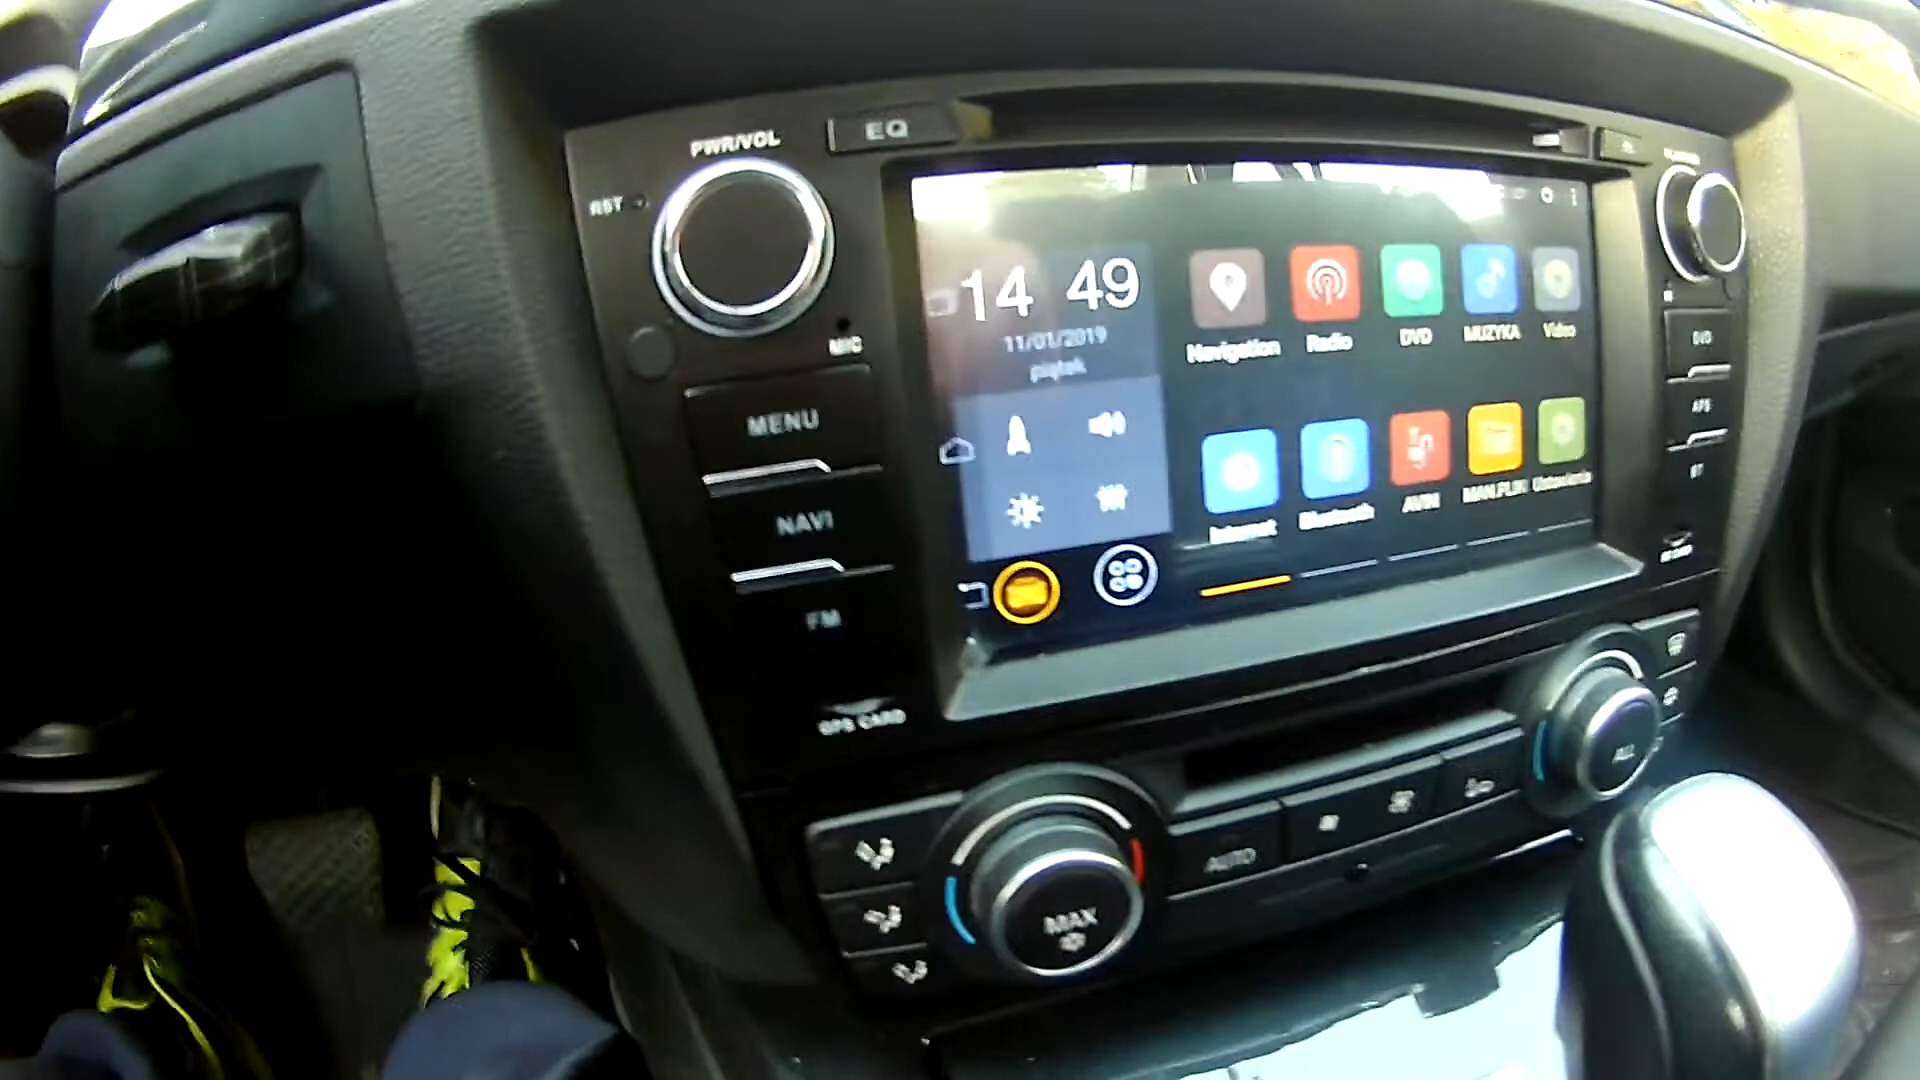 PWR/VOL
EQ
RST
MIC
MENU
NAVI
FM
GPS CARD
14 49
11/01/2019
piątek
Navigation
Radio
DVD
MUZYKA
Video
Internet
Bluetooth
AVIN
MAN.PLIK
Ustawienia
DVD
BT
AUTO
MAX
ALL